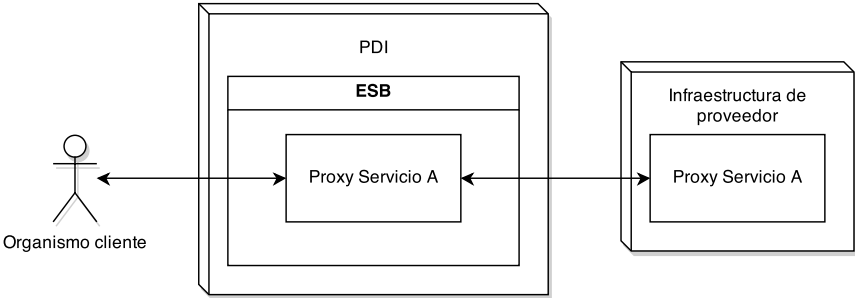 PDI
ESB
Proxy Servicio A
Organismo cliente
Infraestructura de
proveedor
Proxy Servicio A